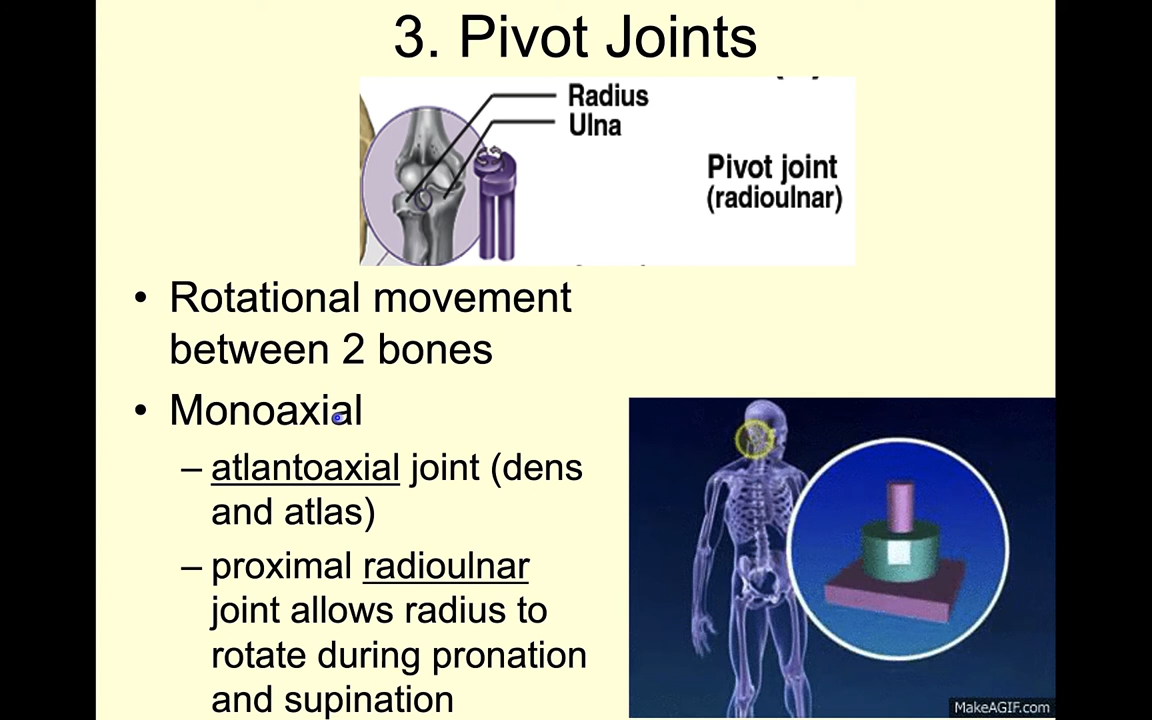 3. Pivot Joints
Radius
Ulna
Pivot joint
(radioulnar)
• Rotational movement
between 2 bones
• Monoaxial
– atlantoaxial joint (dens
and atlas)
– proximal radioulnar
joint allows radius to
rotate during pronation
and supination
MakeAGIF.com